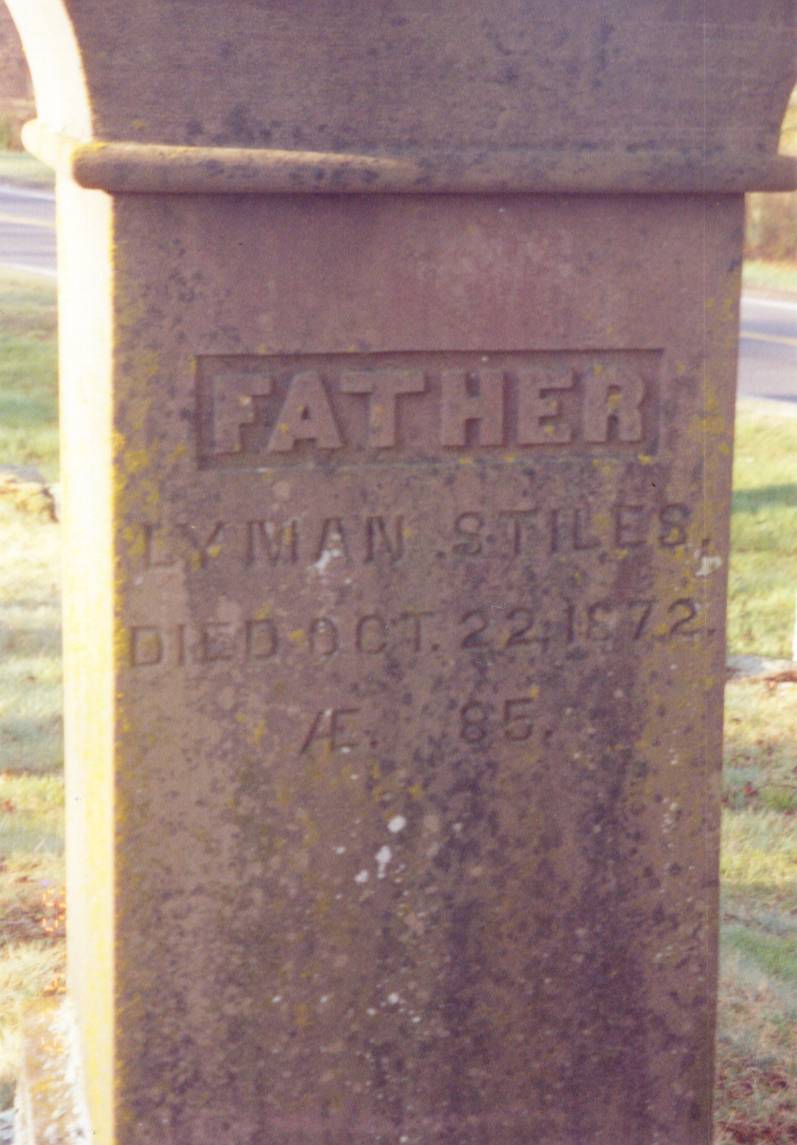 FATHER
LYMAN STILES.
DIED OCT. 22, 1872.
Æ. 85.